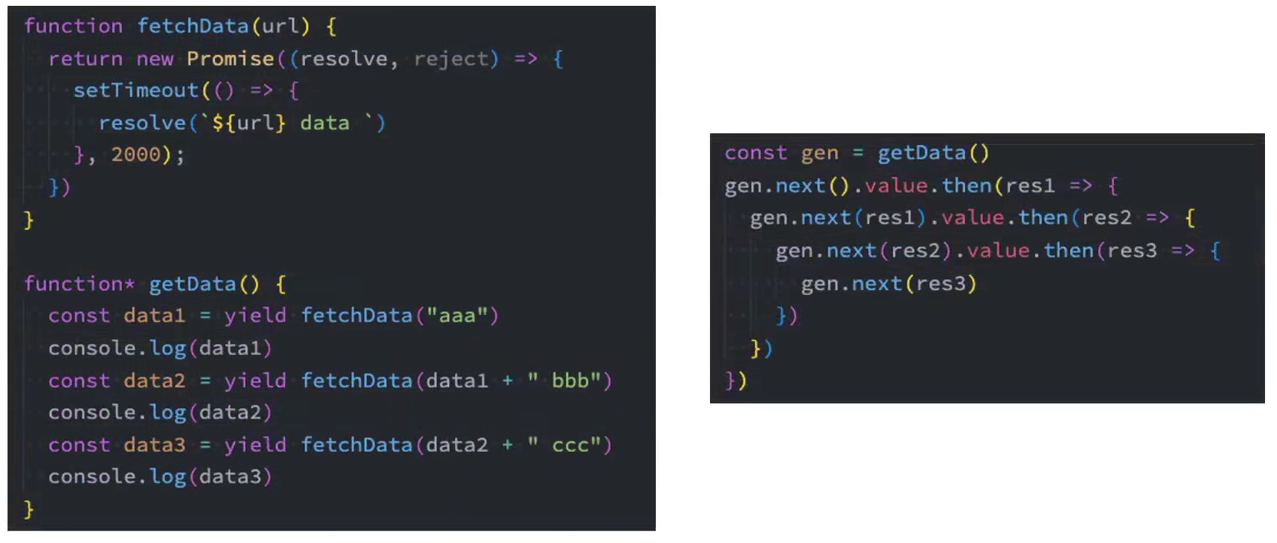 function fetchData(url) {
  return new Promise((resolve, reject) => {
    setTimeout(() => {
      resolve(`${url} data `)
    }, 2000);
  })
}

function* getData() {
  const data1 = yield fetchData("aaa")
  console.log(data1)
  const data2 = yield fetchData(data1 + " bbb")
  console.log(data2)
  const data3 = yield fetchData(data2 + " ccc")
  console.log(data3)
}

const gen = getData()
gen.next().value.then(res1 => {
  gen.next(res1).value.then(res2 => {
    gen.next(res2).value.then(res3 => {
      gen.next(res3)
    })
  })
})